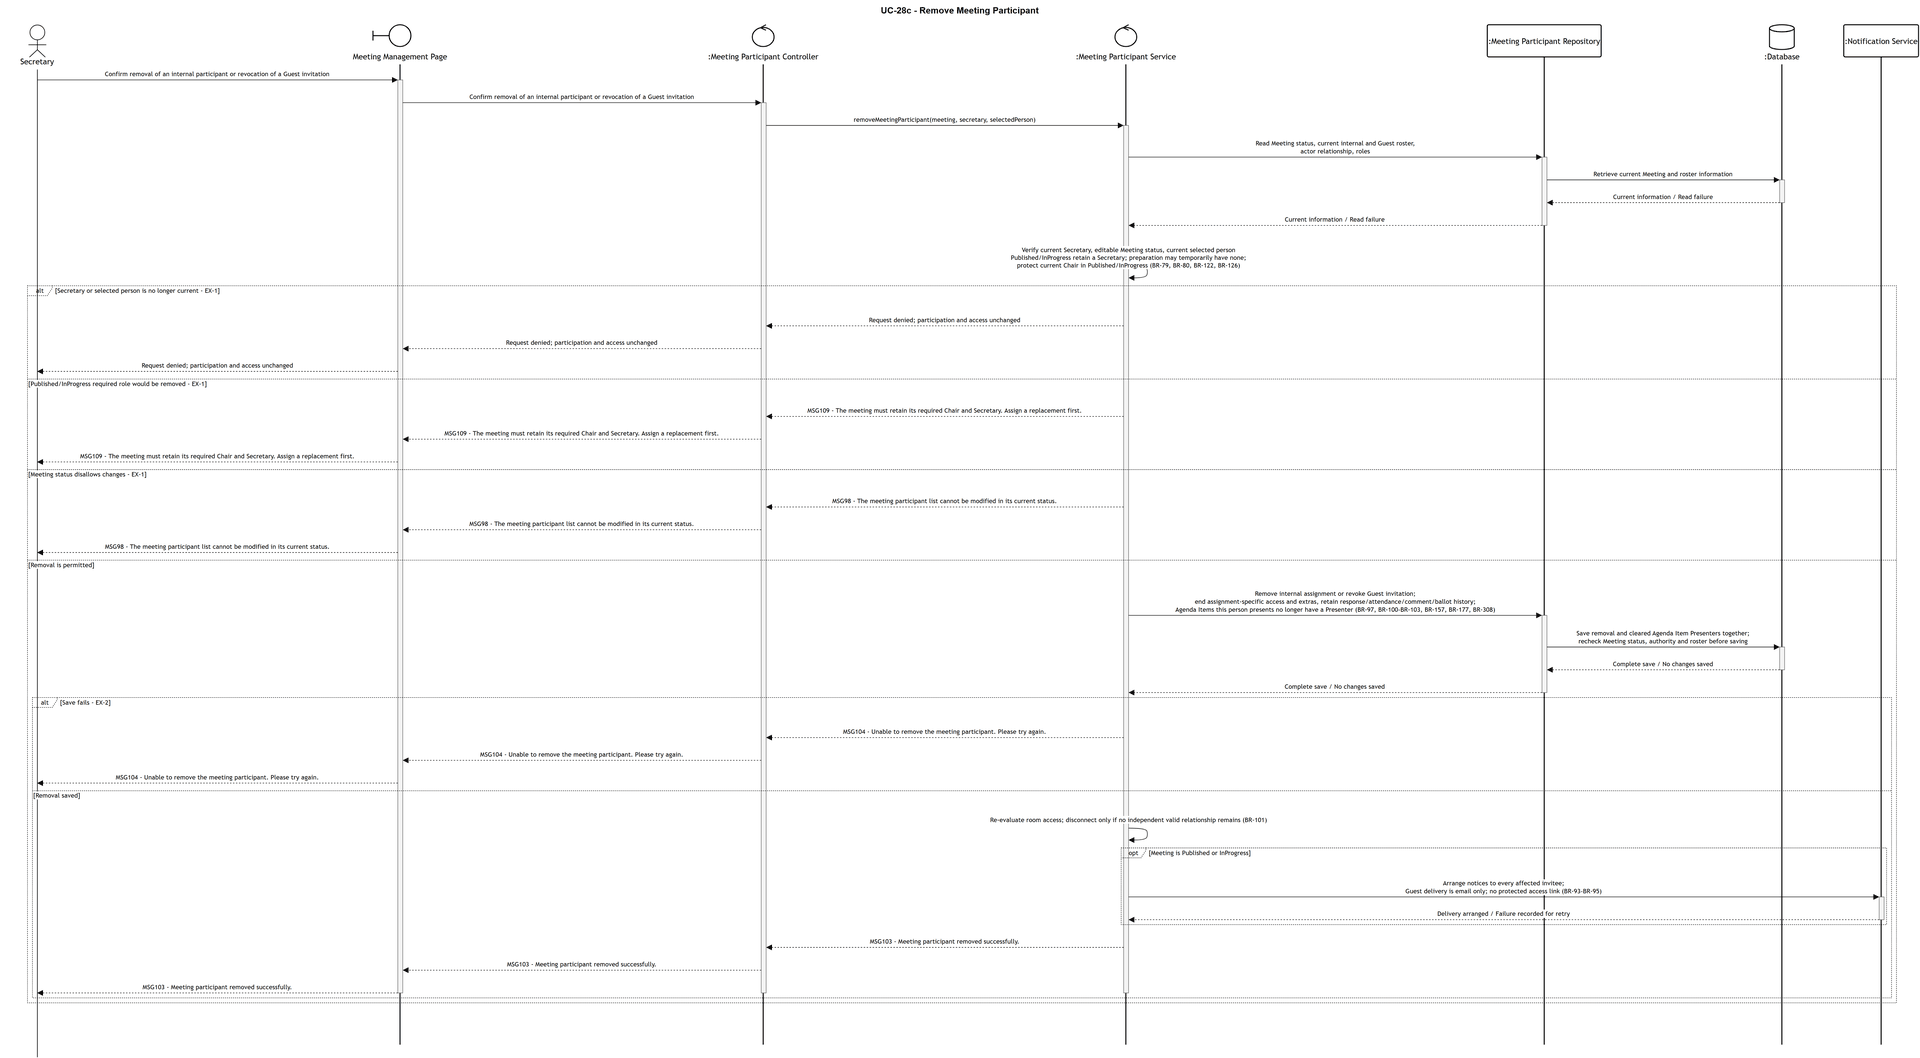 UC-28c - Remove Meeting Participant
Secretary
Meeting Management Page
:Meeting Participant Controller
:Meeting Participant Service
:Meeting Participant Repository
:Database
:Notification Service
Confirm removal of an internal participant or revocation of a Guest invitation
Confirm removal of an internal participant or revocation of a Guest invitation
removeMeetingParticipant(meeting, secretary, selectedPerson)
Read Meeting status, current internal and Guest roster,
actor relationship, roles
Retrieve current Meeting and roster information
Current information / Read failure
Current information / Read failure
Verify current Secretary, editable Meeting status, current selected person
Published/InProgress retain a Secretary; preparation may temporarily have none;
protect current Chair in Published/InProgress (BR-79, BR-80, BR-122, BR-126)
alt
[Secretary or selected person is no longer current - EX-1]
Request denied; participation and access unchanged
Request denied; participation and access unchanged
Request denied; participation and access unchanged
[Published/InProgress required role would be removed - EX-1]
MSG109 - The meeting must retain its required Chair and Secretary. Assign a replacement first.
MSG109 - The meeting must retain its required Chair and Secretary. Assign a replacement first.
MSG109 - The meeting must retain its required Chair and Secretary. Assign a replacement first.
[Meeting status disallows changes - EX-1]
MSG98 - The meeting participant list cannot be modified in its current status.
MSG98 - The meeting participant list cannot be modified in its current status.
MSG98 - The meeting participant list cannot be modified in its current status.
[Removal is permitted]
Remove internal assignment or revoke Guest invitation;
end assignment-specific access and extras, retain response/attendance/comment/ballot history;
Agenda Items this person presents no longer have a Presenter (BR-97, BR-100-BR-103, BR-157, BR-177, BR-308)
Save removal and cleared Agenda Item Presenters together;
recheck Meeting status, authority and roster before saving
Complete save / No changes saved
Complete save / No changes saved
alt
[Save fails - EX-2]
MSG104 - Unable to remove the meeting participant. Please try again.
MSG104 - Unable to remove the meeting participant. Please try again.
MSG104 - Unable to remove the meeting participant. Please try again.
[Removal saved]
Re-evaluate room access; disconnect only if no independent valid relationship remains (BR-101)
opt
[Meeting is Published or InProgress]
Arrange notices to every affected invitee;
Guest delivery is email only; no protected access link (BR-93-BR-95)
Delivery arranged / Failure recorded for retry
MSG103 - Meeting participant removed successfully.
MSG103 - Meeting participant removed successfully.
MSG103 - Meeting participant removed successfully.